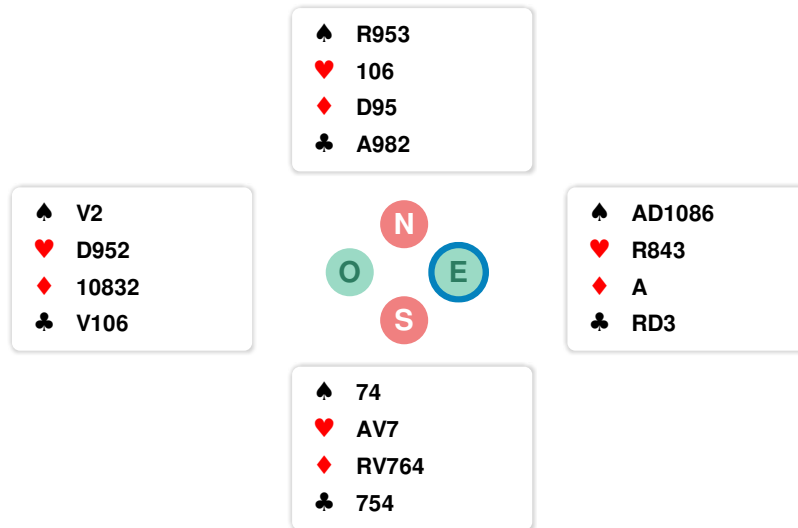 ♠ R953
♥ 106
♦ D95
♣ A982
♠ V2
♥ D952
♦ 10832
♣ V106
N
O E
S
♠ AD1086
♥ R843
♦ A
♣ RD3
♠ 74
♥ AV7
♦ RV764
♣ 754